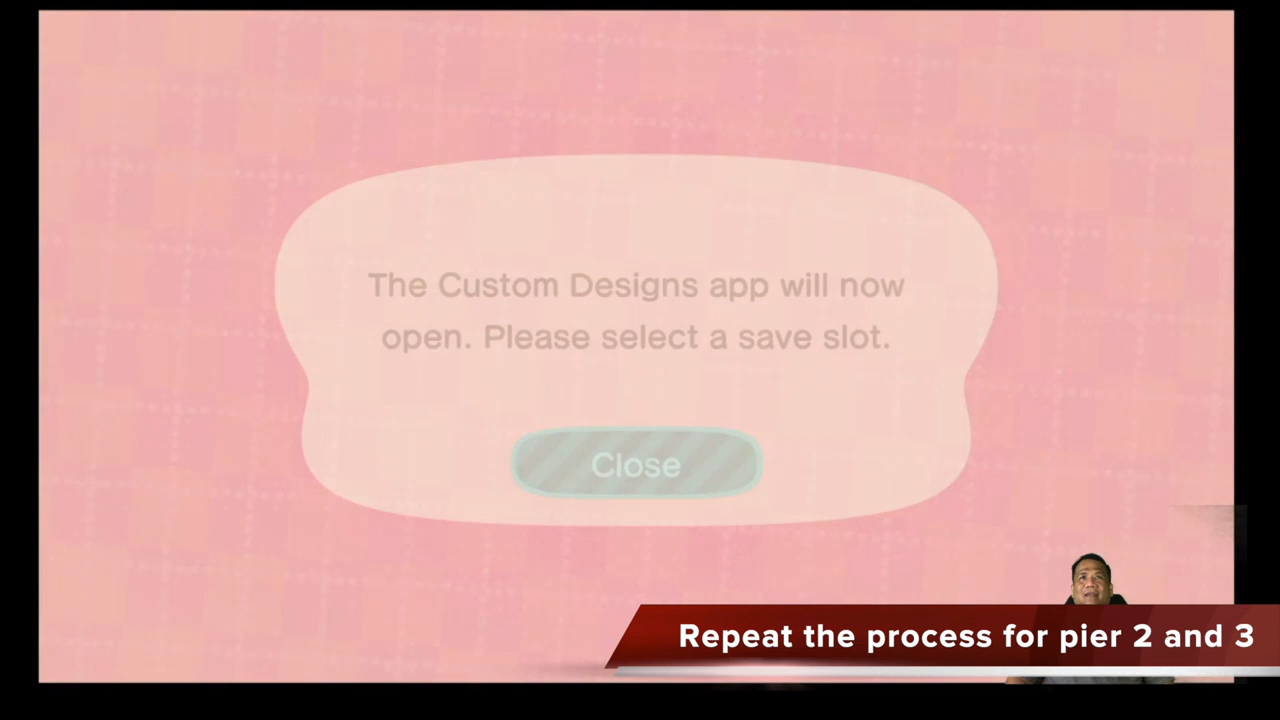 The Custom Designs app will now
open. Please select a save slot.
Close
Repeat the process for pier 2 and 3